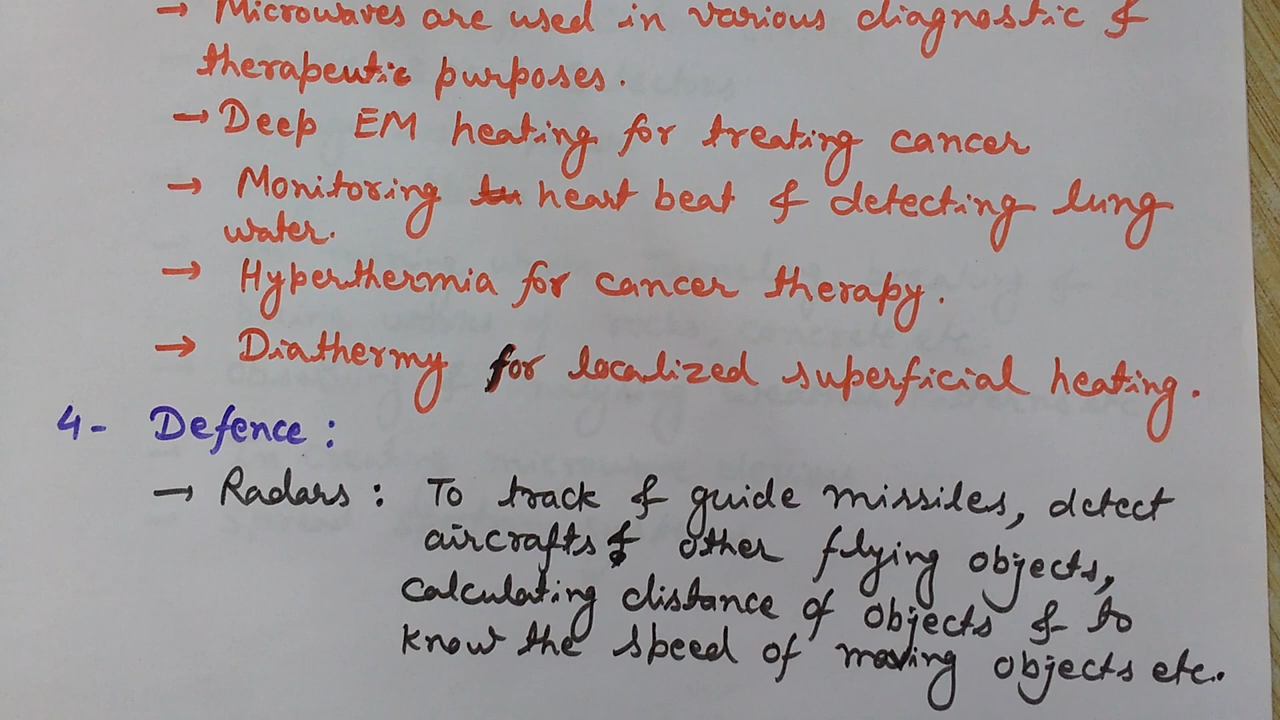 → Microwaves are used in various diagnostic &
therapeutic purposes.
→ Deep EM heating for treating cancer
→ Monitoring heart beat & detecting lung
water.
→ Hyperthermia for cancer therapy.
→ Diathermy for localized superficial heating.
4- Defence:
→ Radars: To track & guide missiles, detect
aircrafts & other flying objects,
calculating distance of objects & to
know the speed of moving objects etc.